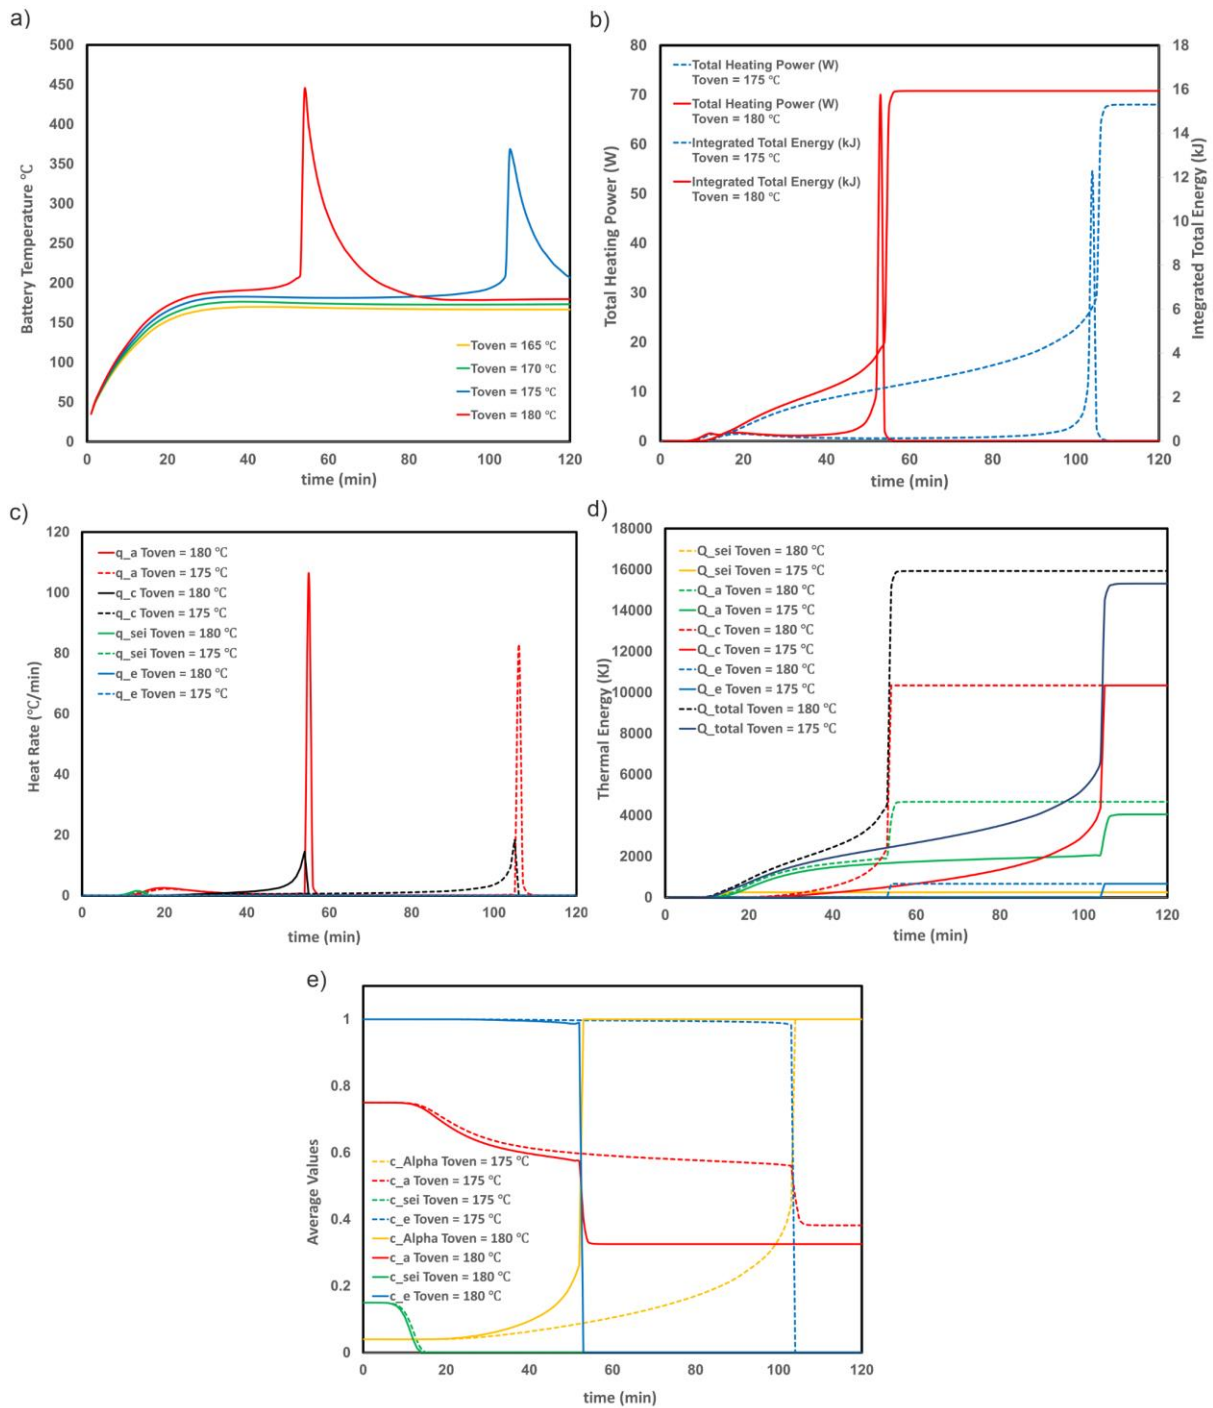 a)
500
450
400
350
300
250
200
150
100
50
0
Battery Temperature ℃
Toven = 165 ℃
Toven = 170 ℃
Toven = 175 ℃
Toven = 180 ℃
0 20 40 60 80 100 120
time (min)
b)
80
70
60
50
40
30
20
10
0
Total Heating Power (W)
Total Heating Power (W)
Toven = 175 ℃
Total Heating Power (W)
Toven = 180 ℃
Integrated Total Energy (kJ)
Toven = 175 ℃
Integrated Total Energy (kJ)
Toven = 180 ℃
18
16
14
12
10
8
6
4
2
0
Integrated Total Energy (kJ)
0 20 40 60 80 100 120
time (min)
c)
120
100
80
60
40
20
0
Heat Rate (℃/min)
q_a Toven = 180 ℃
q_a Toven = 175 ℃
q_c Toven = 180 ℃
q_c Toven = 175 ℃
q_sei Toven = 180 ℃
q_sei Toven = 175 ℃
q_e Toven = 180 ℃
q_e Toven = 175 ℃
0 20 40 60 80 100 120
time (min)
d)
18000
16000
14000
12000
10000
8000
6000
4000
2000
0
Thermal Energy (KJ)
Q_sei Toven = 180 ℃
Q_sei Toven = 175 ℃
Q_a Toven = 180 ℃
Q_a Toven = 175 ℃
Q_c Toven = 180 ℃
Q_c Toven = 175 ℃
Q_e Toven = 180 ℃
Q_e Toven = 175 ℃
Q_total Toven = 180 ℃
Q_total Toven = 175 ℃
0 20 40 60 80 100 120
time (min)
e)
1
0.8
0.6
0.4
0.2
0
Average Values
c_Alpha Toven = 175 ℃
c_a Toven = 175 ℃
c_sei Toven = 175 ℃
c_e Toven = 175 ℃
c_Alpha Toven = 180 ℃
c_a Toven = 180 ℃
c_sei Toven = 180 ℃
c_e Toven = 180 ℃
0 20 40 60 80 100 120
time (min)